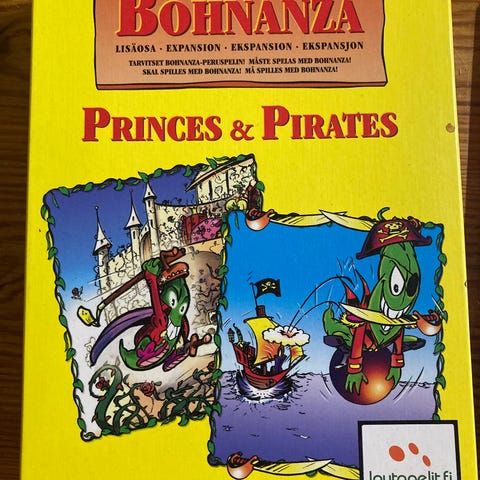 BOHNANZA
LISÄOSA · EXPANSION · EKSPANSION · EKSPANSJON
TARVITSET BOHNANZA-PERUSPELIN! MÅSTE SPELAS MED BOHNANZA!
SKAL SPILLES MED BOHNANZA! MÅ SPILLES MED BOHNANZA!
PRINCES & PIRATES
lautapelit.fi